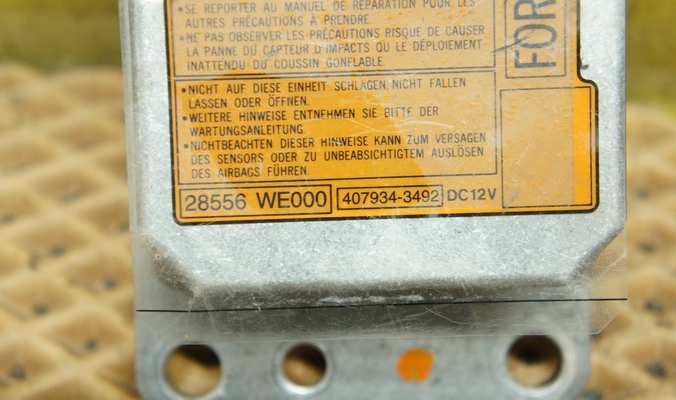 •SE REPORTER AU MANUEL DE RÉPARATION POUR LES
AUTRES PRÉCAUTIONS À PRENDRE.
•NE PAS OBSERVER LES PRÉCAUTIONS RISQUE DE CAUSER
LA PANNE DU CAPTEUR D'IMPACTS QU LE DÉPLOIEMENT
INATTENDU DU COUSSIN GONFLABLE.
•NICHT AUF DIESE EINHEIT SCHLAGEN, NICHT FALLEN
LASSEN ODER ÖFFNEN.
•WEITERE HINWEISE ENTNEHMEN SIE BITTE DER
WARTUNGSANLEITUNG.
•NICHTBEACHTEN DIESER HINWEISE KANN ZUM VERSAGEN
DES SENSORS ODER ZU UNBEABSICHTIGTEM AUSLÖSEN
DES AIRBAGS FÜHREN.
28556 WE000 407934-3492 DC12V
FOR